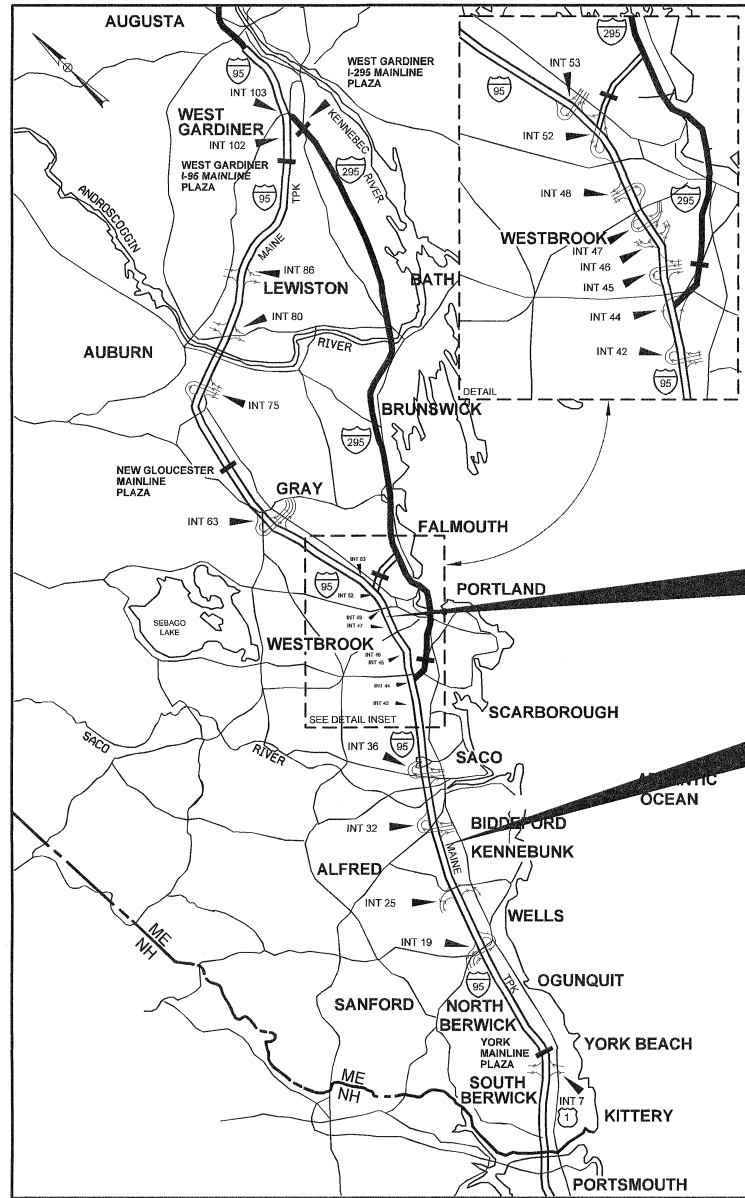 AUGUSTA
95
WEST GARDINER
I-295 MAINLINE
PLAZA
INT 103
WEST
GARDINER
INT 102
WEST GARDINER
I-95 MAINLINE
PLAZA
KENNEBEC
RIVER
295
95
TPK
MAINE
ANDROSCOGGIN
RIVER
INT 86
LEWISTON
BATH
INT 80
AUBURN
INT 75
BRUNSWICK
295
NEW GLOUCESTER
MAINLINE
PLAZA
GRAY
INT 63
FALMOUTH
INT 53
95
INT 52
PORTLAND
INT 48
INT 47
SEBAGO
LAKE
WESTBROOK
INT 46
INT 45
INT 44
INT 42
SCARBOROUGH
SEE DETAIL INSET
SACO
RIVER
INT 36
95
SACO
ATLANTIC
OCEAN
INT 32
BIDDEFORD
MAINE
KENNEBUNK
ALFRED
INT 25
WELLS
INT 19
ME
NH
95
TPK
OGUNQUIT
SANFORD
NORTH
BERWICK
YORK
MAINLINE
PLAZA
YORK BEACH
SOUTH
BERWICK
ME
NH
INT 7
1
KITTERY
PORTSMOUTH
295
INT 53
95
INT 52
INT 48
295
WESTBROOK
INT 47
INT 46
INT 45
INT 44
INT 42
95
DETAIL